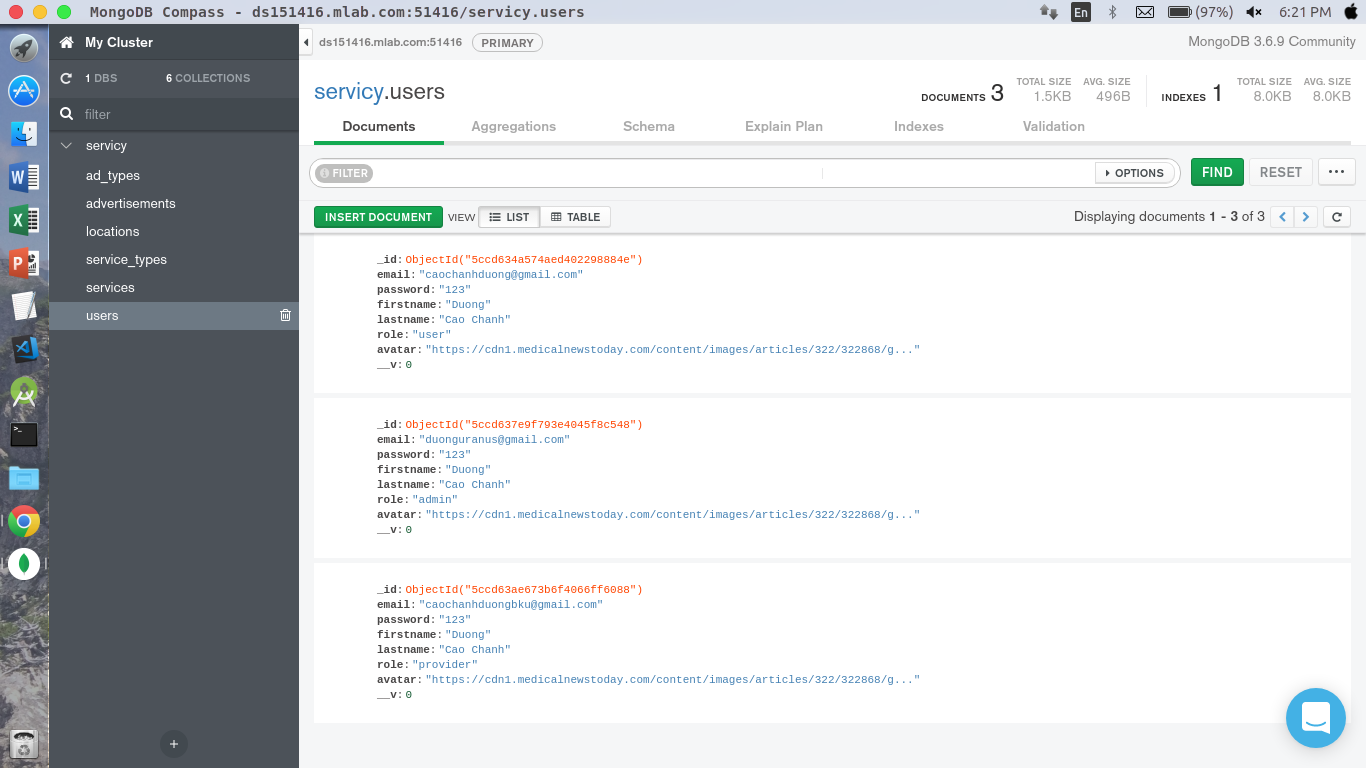 MongoDB Compass - ds151416.mlab.com:51416/servicy.users
En
(97%)
6:21 PM
My Cluster
1 DBS
6 COLLECTIONS
filter
servicy
ad_types
advertisements
locations
service_types
services
users
ds151416.mlab.com:51416
PRIMARY
MongoDB 3.6.9 Community
servicy.users
DOCUMENTS 3
TOTAL SIZE
1.5KB
AVG. SIZE
496B
INDEXES 1
TOTAL SIZE
8.0KB
AVG. SIZE
8.0KB
Documents
Aggregations
Schema
Explain Plan
Indexes
Validation
FILTER
OPTIONS
FIND
RESET
...
INSERT DOCUMENT
VIEW
LIST
TABLE
Displaying documents 1 - 3 of 3
_id: ObjectId("5ccd634a574aed402298884e")
email: "caochanhduong@gmail.com"
password: "123"
firstname: "Duong"
lastname: "Cao Chanh"
role: "user"
avatar: "https://cdn1.medicalnewstoday.com/content/images/articles/322/322868/g..."
__v: 0
_id: ObjectId("5ccd637e9f793e4045f8c548")
email: "duonguranus@gmail.com"
password: "123"
firstname: "Duong"
lastname: "Cao Chanh"
role: "admin"
avatar: "https://cdn1.medicalnewstoday.com/content/images/articles/322/322868/g..."
__v: 0
_id: ObjectId("5ccd63ae673b6f4066ff6088")
email: "caochanhduongbku@gmail.com"
password: "123"
firstname: "Duong"
lastname: "Cao Chanh"
role: "provider"
avatar: "https://cdn1.medicalnewstoday.com/content/images/articles/322/322868/g..."
__v: 0